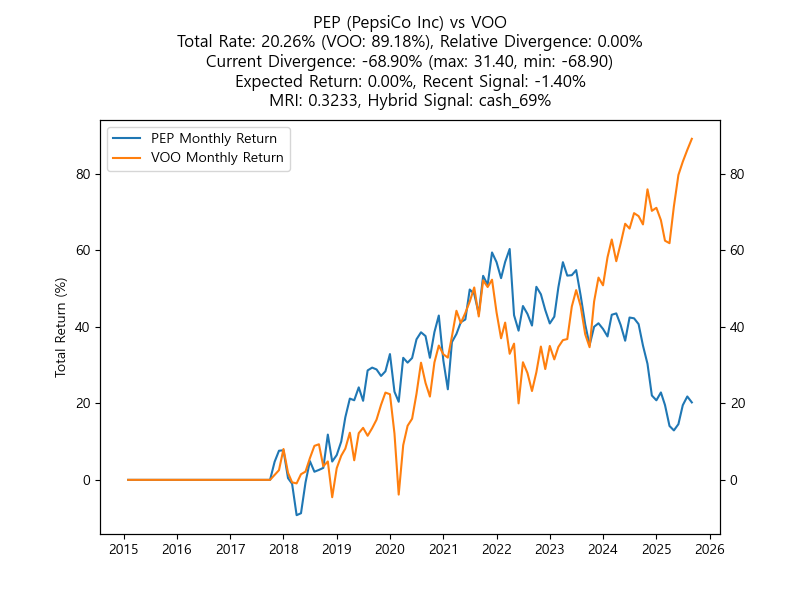 PEP (PepsiCo Inc) vs VOO
Total Rate: 20.26% (VOO: 89.18%), Relative Divergence: 0.00%
Current Divergence: -68.90% (max: 31.40, min: -68.90)
Expected Return: 0.00%, Recent Signal: -1.40%
MRI: 0.3233, Hybrid Signal: cash_69%
PEP Monthly Return
VOO Monthly Return
Total Return (%)
80 80
60 60
40 40
20 20
0 0
2015 2016 2017 2018 2019 2020 2021 2022 2023 2024 2025 2026